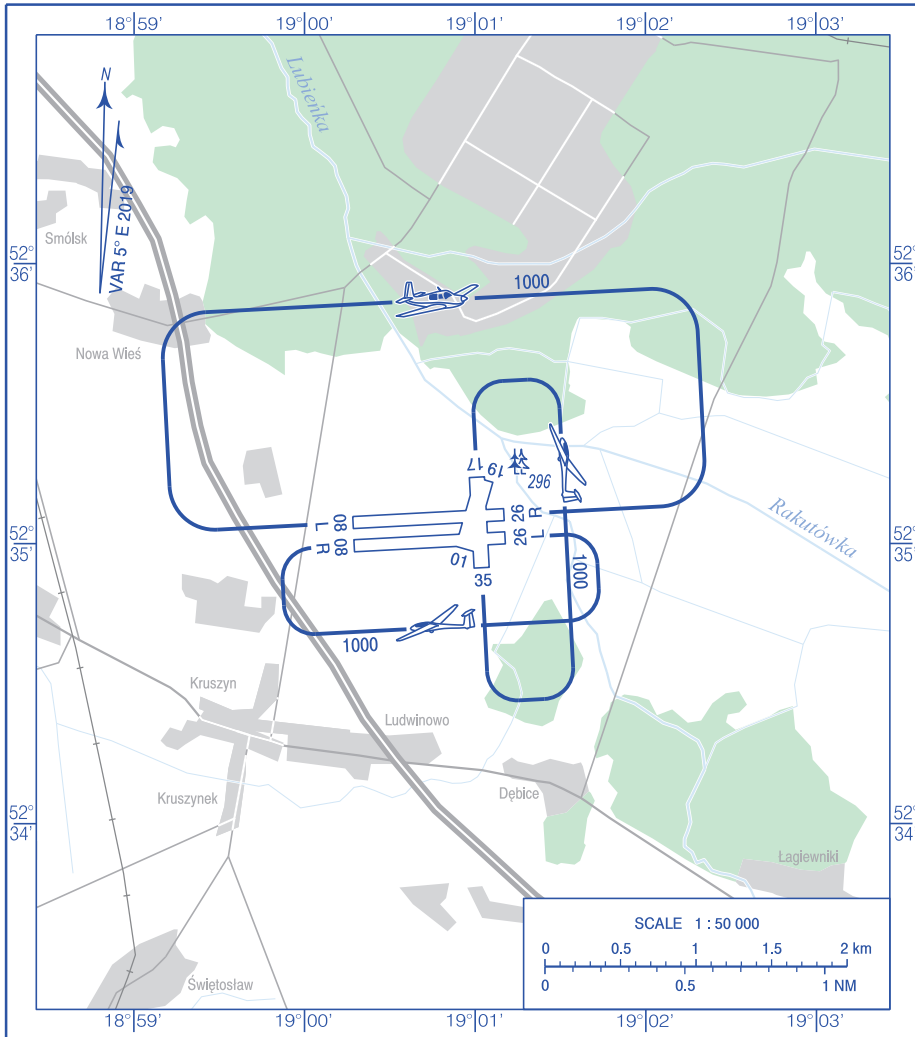 18°59' 19°00' 19°01' 19°02' 19°03'
N
VAR 5° E 2019
Lubieńka
Smólsk
52°
36'
52°
36'
1000
Nowa Wieś
17
19
296
Rakutówka
08 L
26 R
52°
35'
52°
35'
08 R
26 L
01
35
1000
1000
Kruszyn
Ludwinowo
Kruszynek
Dębice
52°
34'
52°
34'
Łagiewniki
SCALE 1 : 50 000
0 0.5 1 1.5 2 km
0 0.5 1 NM
Świętosław
18°59' 19°00' 19°01' 19°02' 19°03'